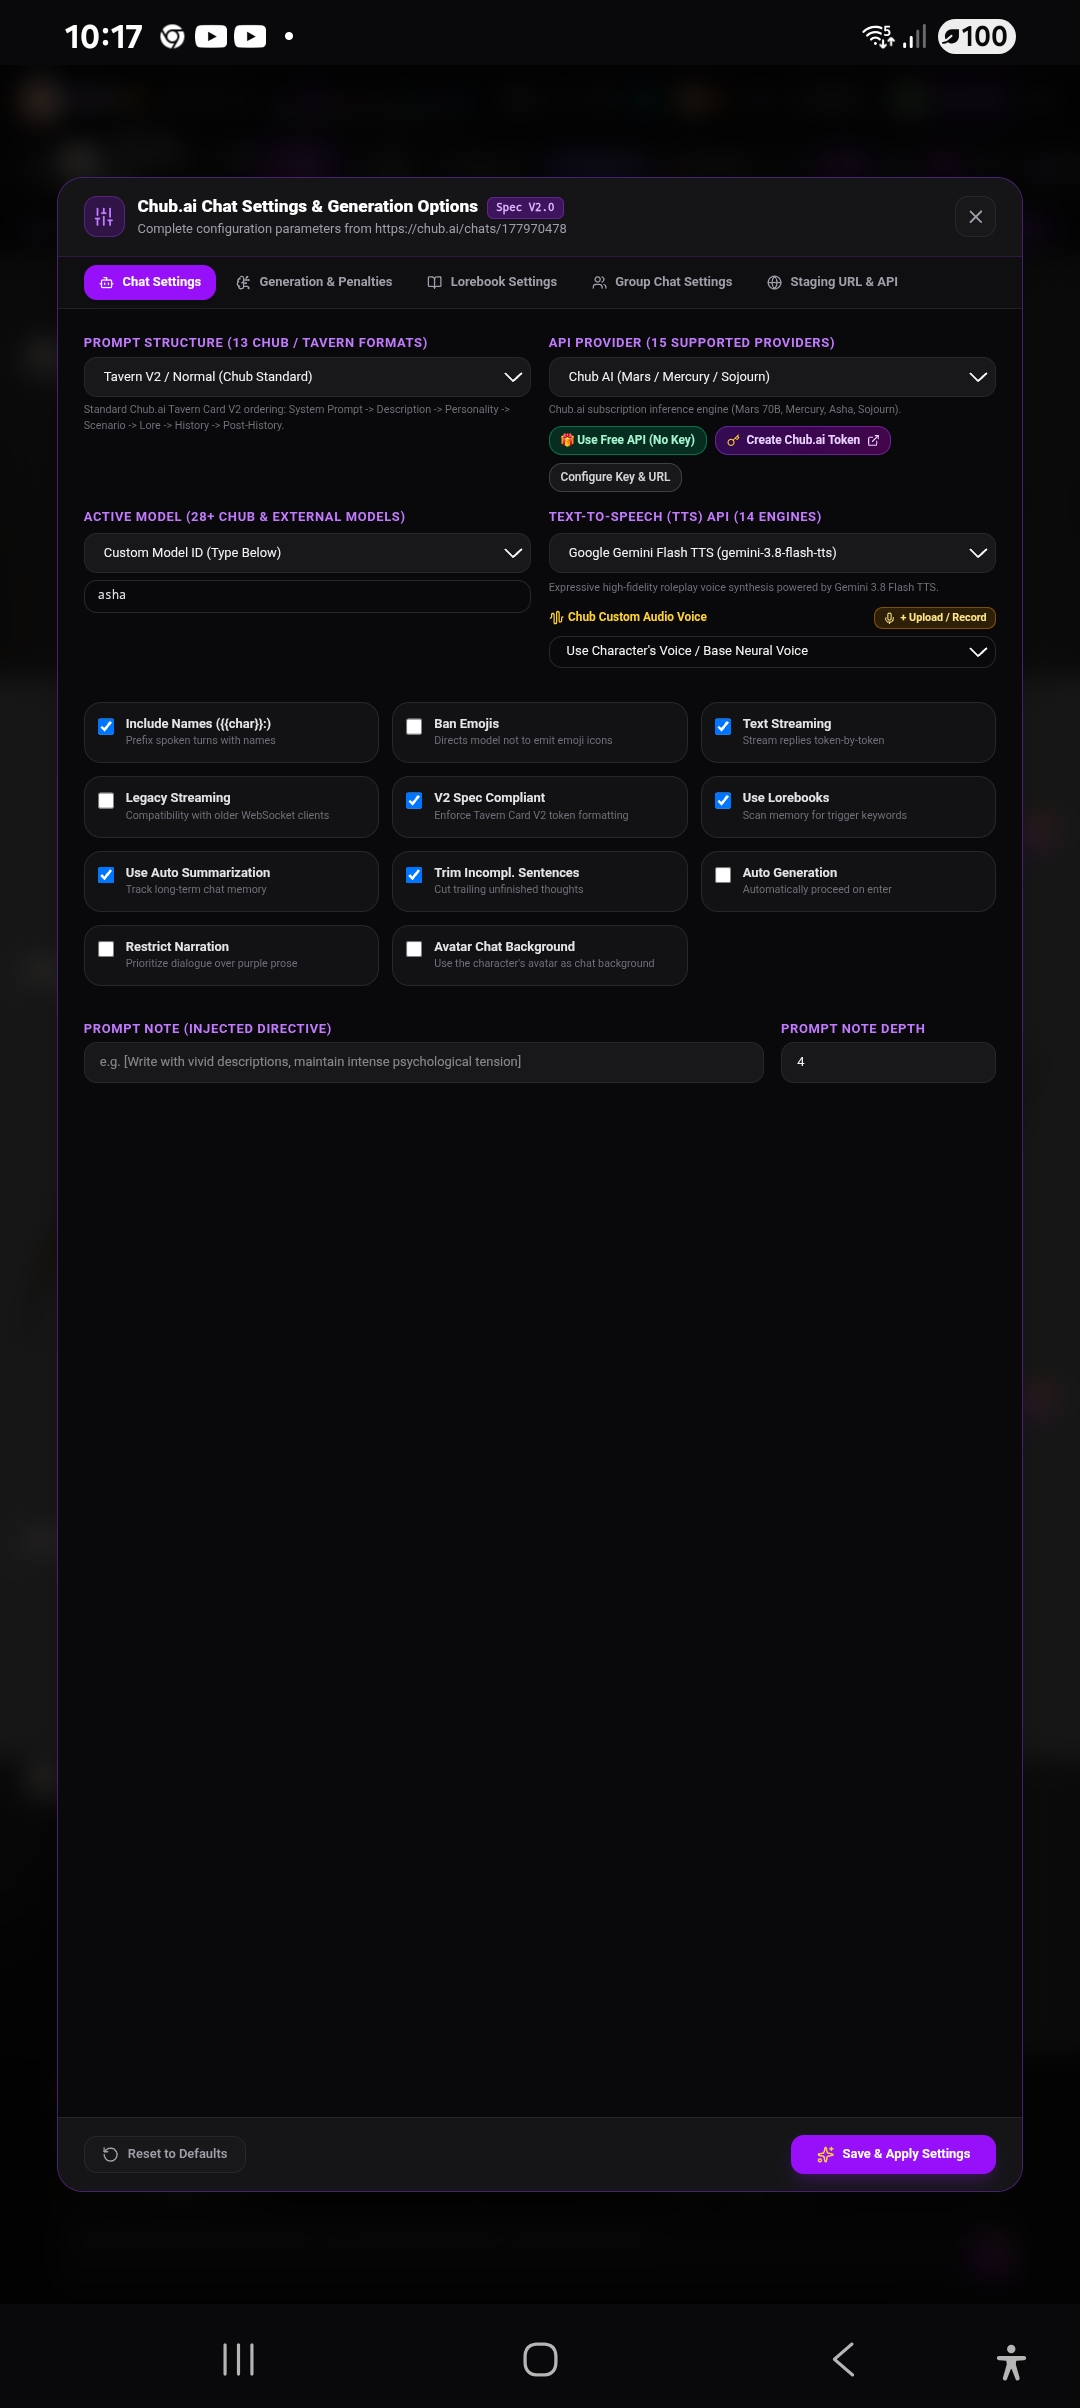 10:17
5
100
Chub.ai Chat Settings & Generation Options Spec V2.0
Complete configuration parameters from https://chub.ai/chats/177970478
Chat Settings Generation & Penalties Lorebook Settings Group Chat Settings Staging URL & API
PROMPT STRUCTURE (13 CHUB / TAVERN FORMATS)
Tavern V2 / Normal (Chub Standard)
Standard Chub.ai Tavern Card V2 ordering: System Prompt -> Description -> Personality ->
Scenario -> Lore -> History -> Post-History.
API PROVIDER (15 SUPPORTED PROVIDERS)
Chub AI (Mars / Mercury / Sojourn)
Chub.ai subscription inference engine (Mars 70B, Mercury, Asha, Sojourn).
🎁 Use Free API (No Key) Create Chub.ai Token
Configure Key & URL
ACTIVE MODEL (28+ CHUB & EXTERNAL MODELS)
Custom Model ID (Type Below)
asha
TEXT-TO-SPEECH (TTS) API (14 ENGINES)
Google Gemini Flash TTS (gemini-3.8-flash-tts)
Expressive high-fidelity roleplay voice synthesis powered by Gemini 3.8 Flash TTS.
Chub Custom Audio Voice + Upload / Record
Use Character's Voice / Base Neural Voice
Include Names ({{char}}:)
Prefix spoken turns with names
Ban Emojis
Directs model not to emit emoji icons
Text Streaming
Stream replies token-by-token
Legacy Streaming
Compatibility with older WebSocket clients
V2 Spec Compliant
Enforce Tavern Card V2 token formatting
Use Lorebooks
Scan memory for trigger keywords
Use Auto Summarization
Track long-term chat memory
Trim Incompl. Sentences
Cut trailing unfinished thoughts
Auto Generation
Automatically proceed on enter
Restrict Narration
Prioritize dialogue over purple prose
Avatar Chat Background
Use the character's avatar as chat background
PROMPT NOTE (INJECTED DIRECTIVE)
e.g. [Write with vivid descriptions, maintain intense psychological tension]
PROMPT NOTE DEPTH
4
Reset to Defaults
Save & Apply Settings